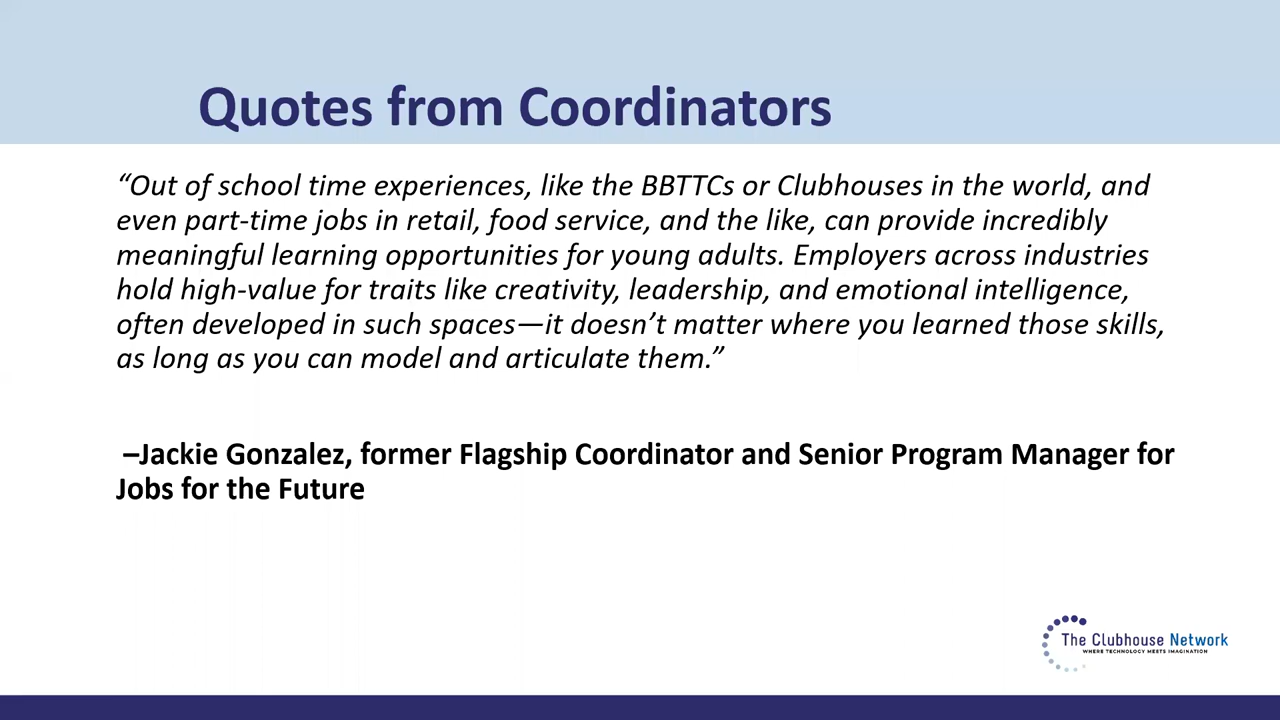 Quotes from Coordinators
“Out of school time experiences, like the BBTTCs or Clubhouses in the world, and
even part-time jobs in retail, food service, and the like, can provide incredibly
meaningful learning opportunities for young adults. Employers across industries
hold high-value for traits like creativity, leadership, and emotional intelligence,
often developed in such spaces—it doesn’t matter where you learned those skills,
as long as you can model and articulate them.”
–Jackie Gonzalez, former Flagship Coordinator and Senior Program Manager for
Jobs for the Future
The Clubhouse Network
WHERE TECHNOLOGY MEETS IMAGINATION